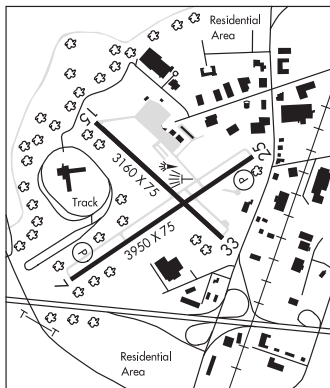 Residential
Area
15
25
3160 X 75
P
Track
3950 X 75
33
P
7
Residential
Area